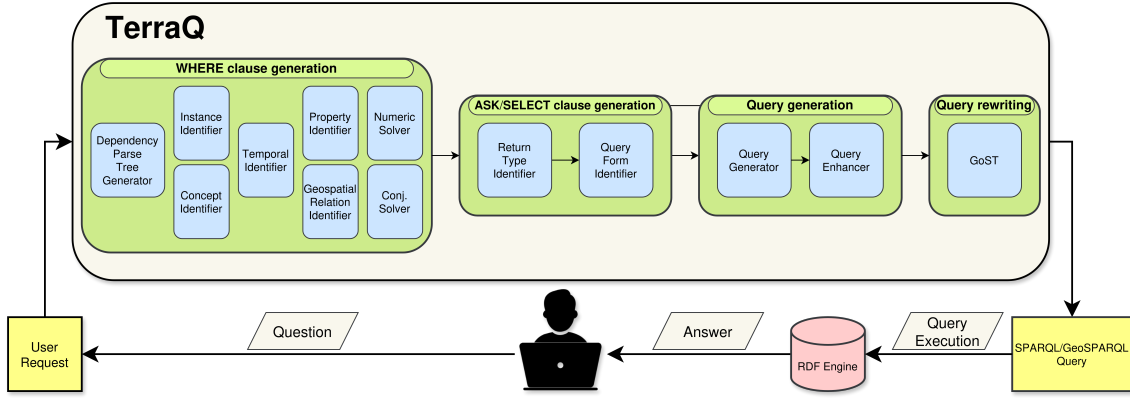 TerraQ
WHERE clause generation
Dependency
Parse
Tree
Generator
Instance
Identifier
Concept
Identifier
Temporal
Identifier
Property
Identifier
Geospatial
Relation
Identifier
Numeric
Solver
Conj.
Solver
ASK/SELECT clause generation
Return
Type
Identifier
Query
Form
Identifier
Query generation
Query
Generator
Query
Enhancer
Query rewriting
GoST
User
Request
Question
Answer
RDF Engine
Query
Execution
SPARQL/GeoSPARQL
Query